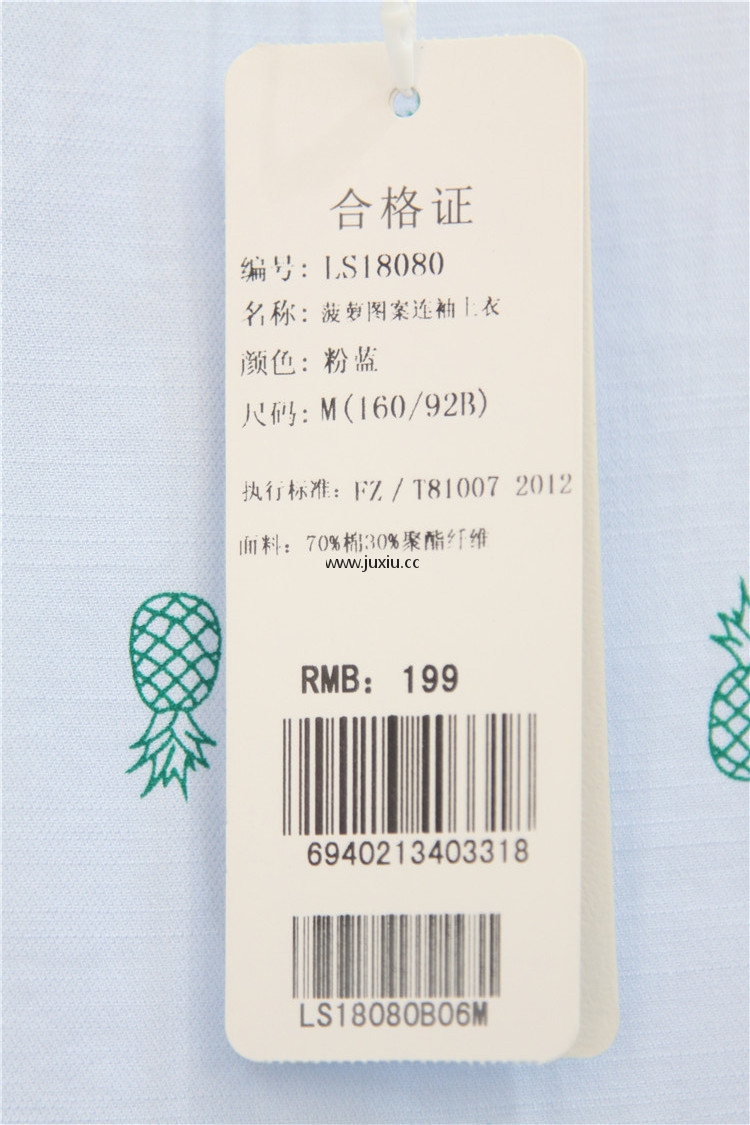 合格证
编号: LS18080
名称: 菠萝图案连袖上衣
颜色: 粉蓝
尺码: M(160/92B)
执行标准: FZ/T81007 2012
面料: 70%棉30%聚酯纤维
www.juxiu.cc
RMB: 199
6940213403318
LS18080B06M